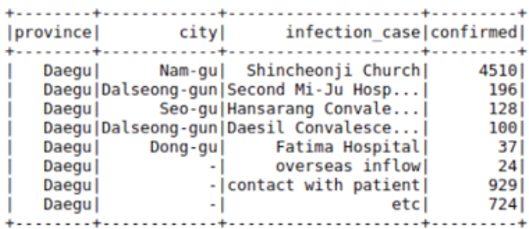 +--------+------------+--------------------+---------+
|province|        city|      infection_case|confirmed|
+--------+------------+--------------------+---------+
|   Daegu|      Nam-gu|  Shincheonji Church|     4510|
|   Daegu|Dalseong-gun|Second Mi-Ju Hosp...|      196|
|   Daegu|      Seo-gu|Hansarang Convale...|      128|
|   Daegu|Dalseong-gun|Daesil Convalesce...|      100|
|   Daegu|     Dong-gu|     Fatima Hospital|       37|
|   Daegu|           -|     overseas inflow|       24|
|   Daegu|           -|contact with patient|      929|
|   Daegu|           -|                 etc|      724|
+--------+------------+--------------------+---------+